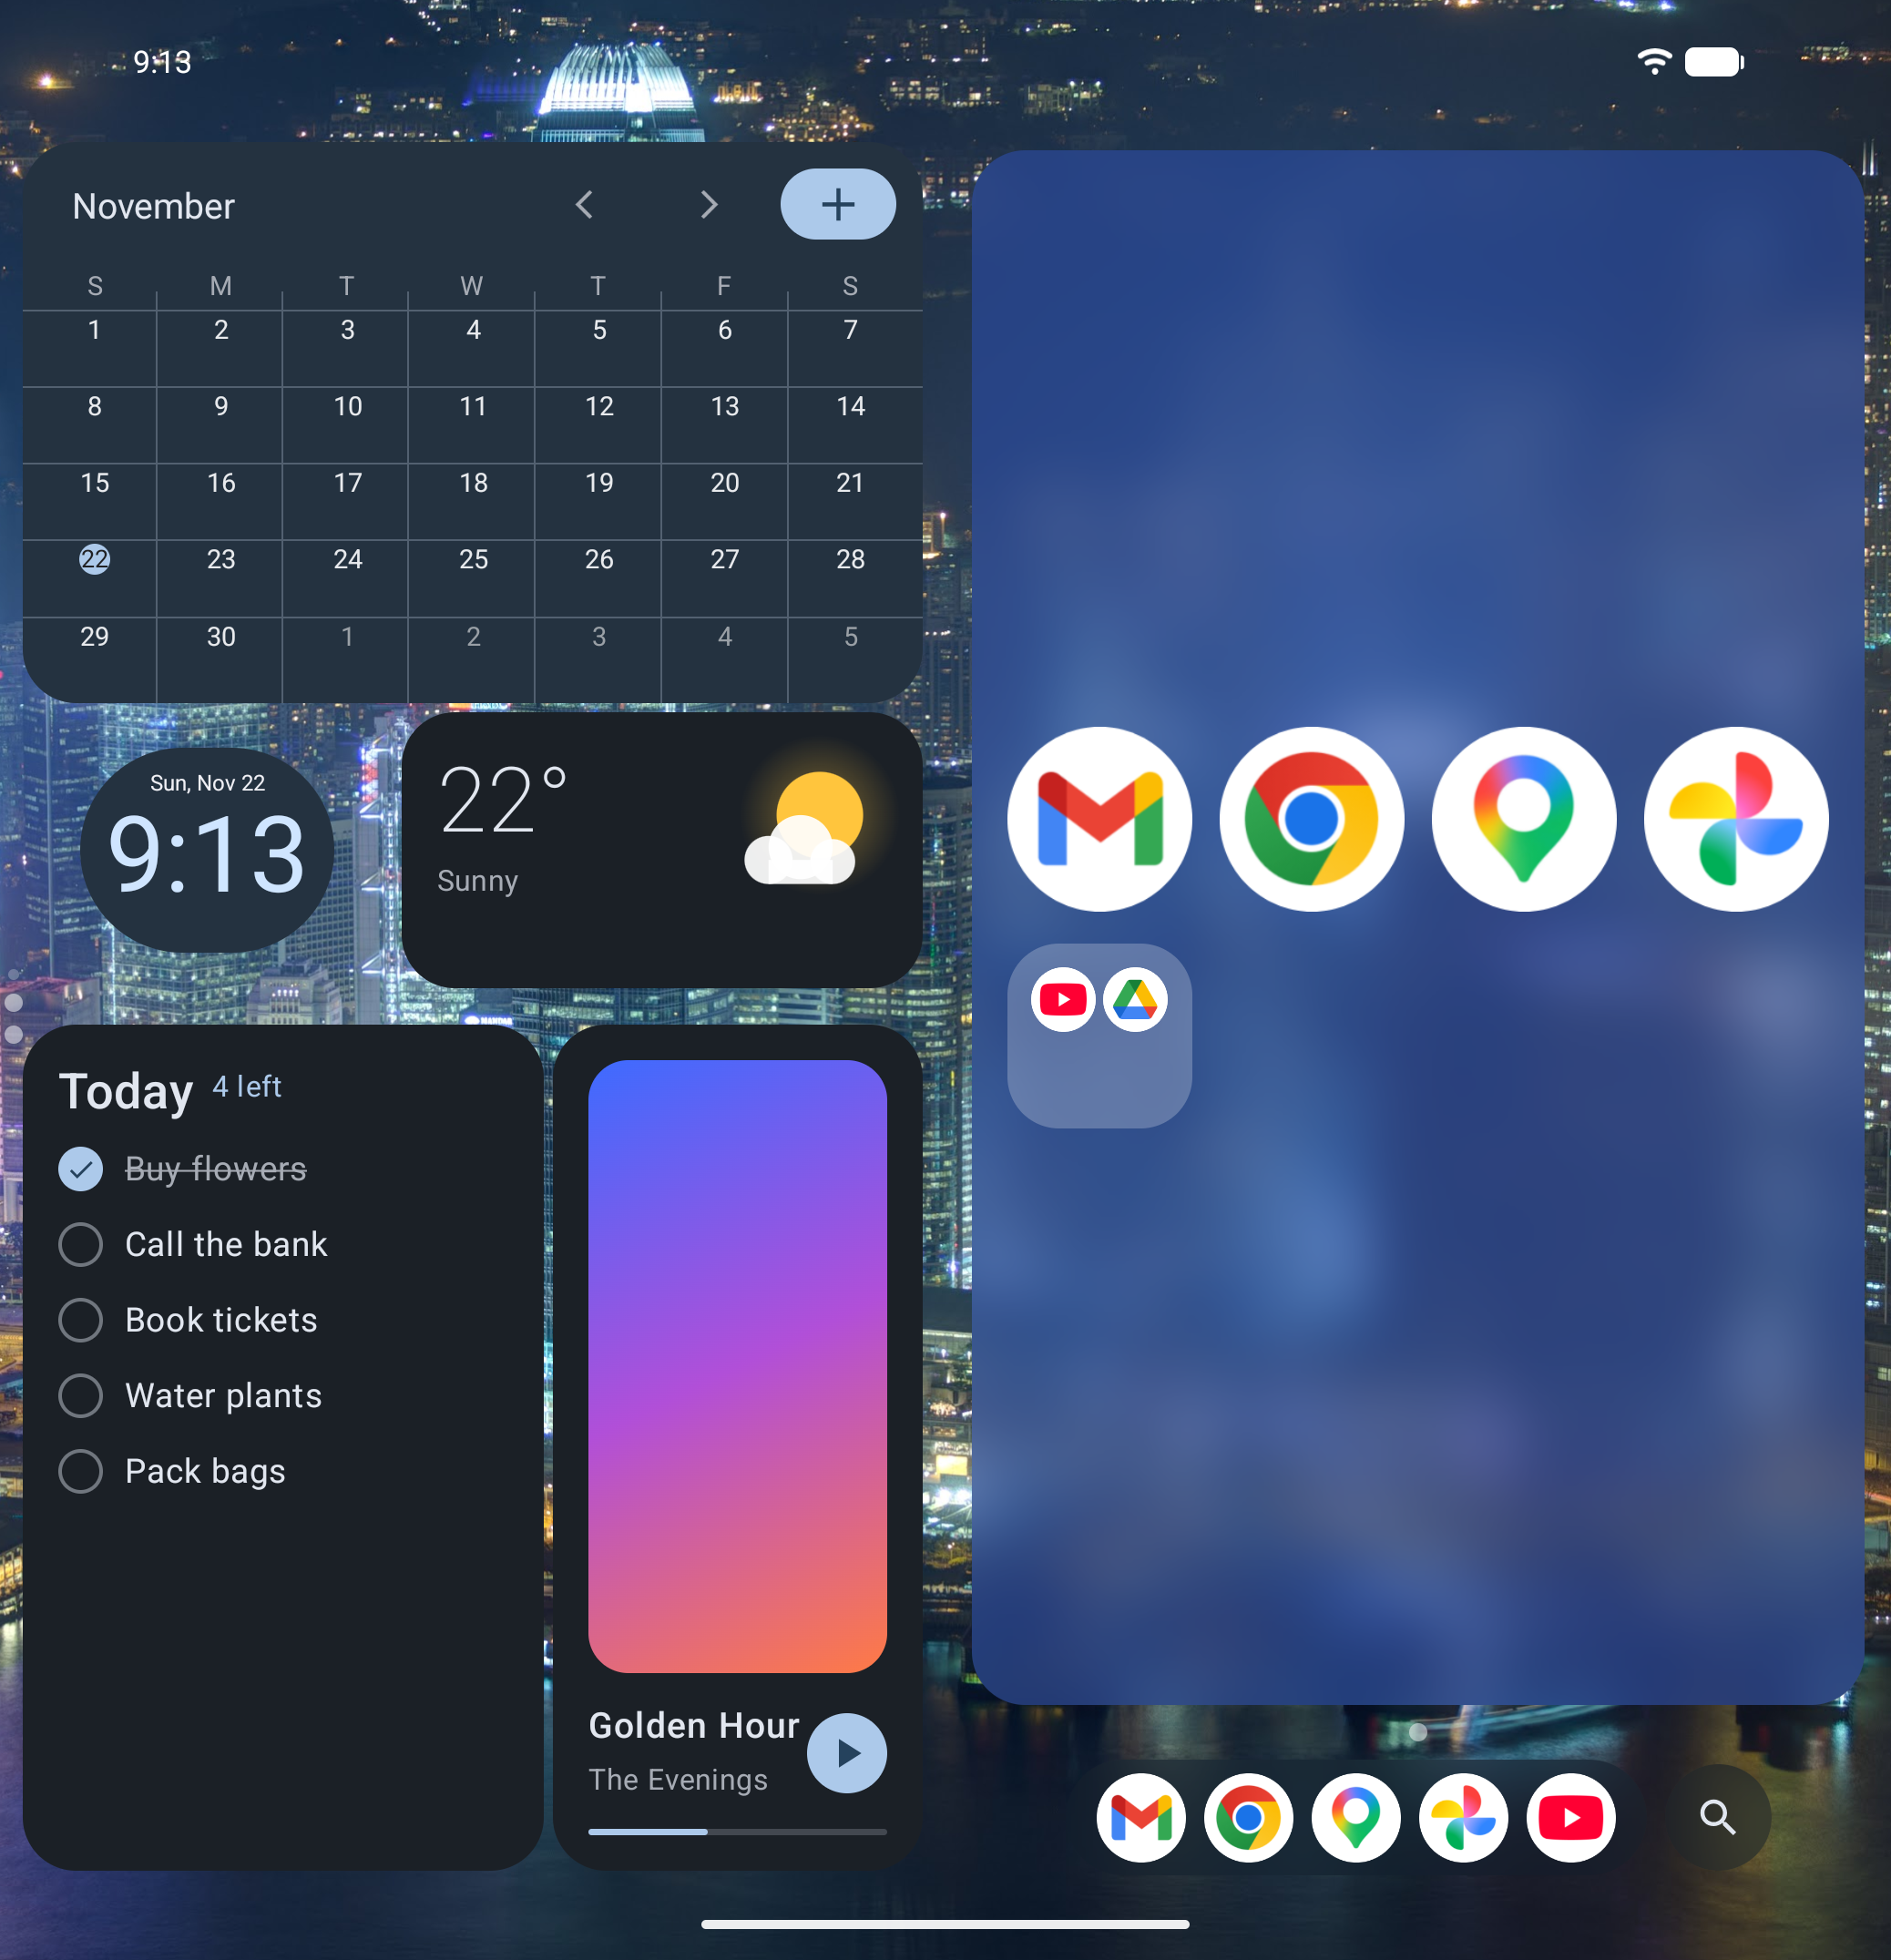 9:13
November
S M T W T F S
1 2 3 4 5 6 7
8 9 10 11 12 13 14
15 16 17 18 19 20 21
22 23 24 25 26 27 28
29 30 1 2 3 4 5
Sun, Nov 22
9:13
22°
Sunny
Today 4 left
Buy flowers
Call the bank
Book tickets
Water plants
Pack bags
Golden Hour
The Evenings